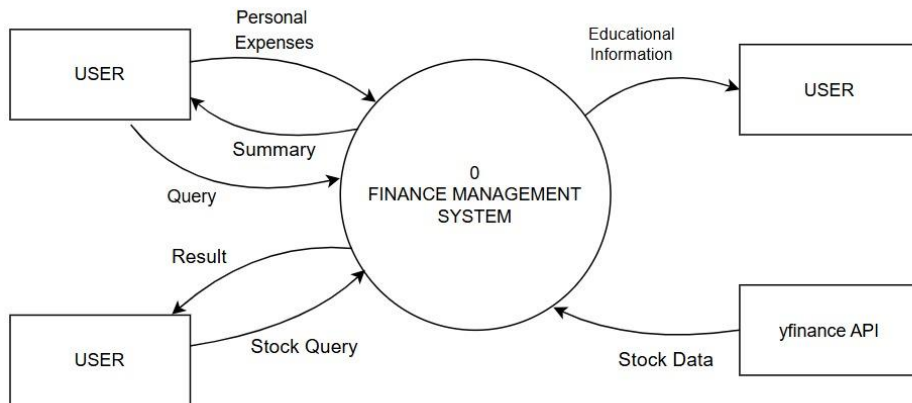 Personal
Expenses
USER
Summary
Query
0
FINANCE MANAGEMENT
SYSTEM
Educational
Information
USER
Result
USER
Stock Query
yfinance API
Stock Data